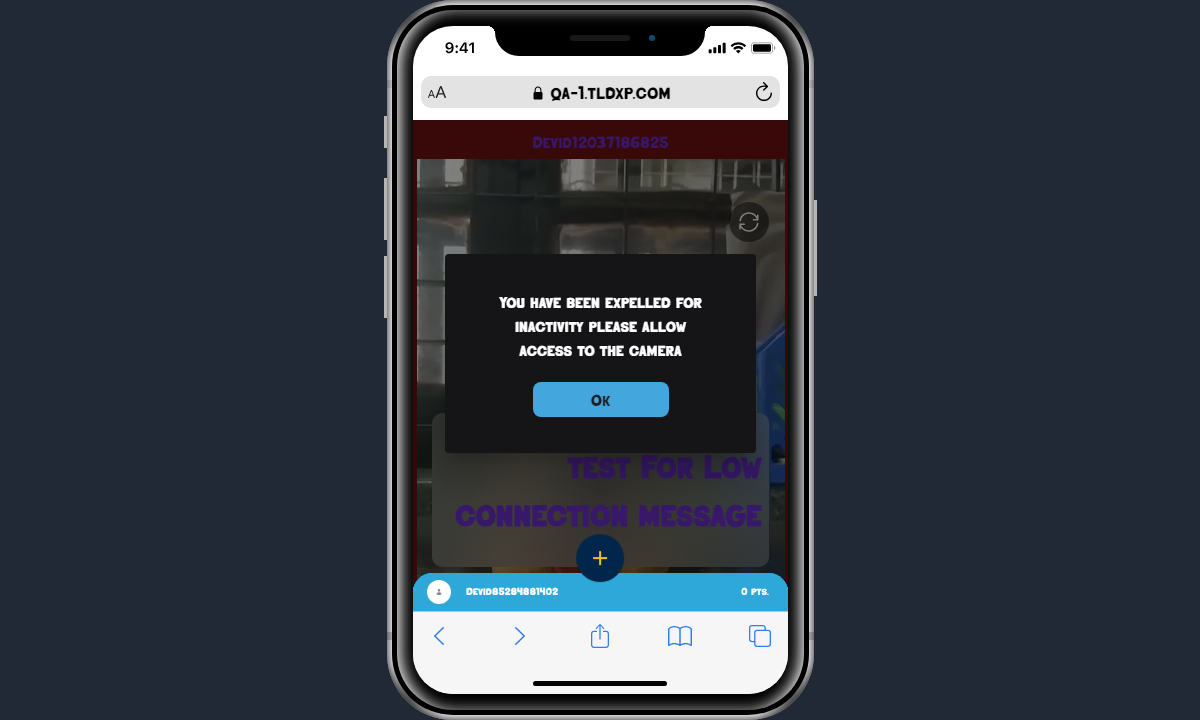 9:41
AA
QA-1.TLDXP.COM
Devid12037186825
You have been expelled for
inactivity please allow
access to the camera
Ok
test For Low
connection message
Devid85284881402
0 pts.